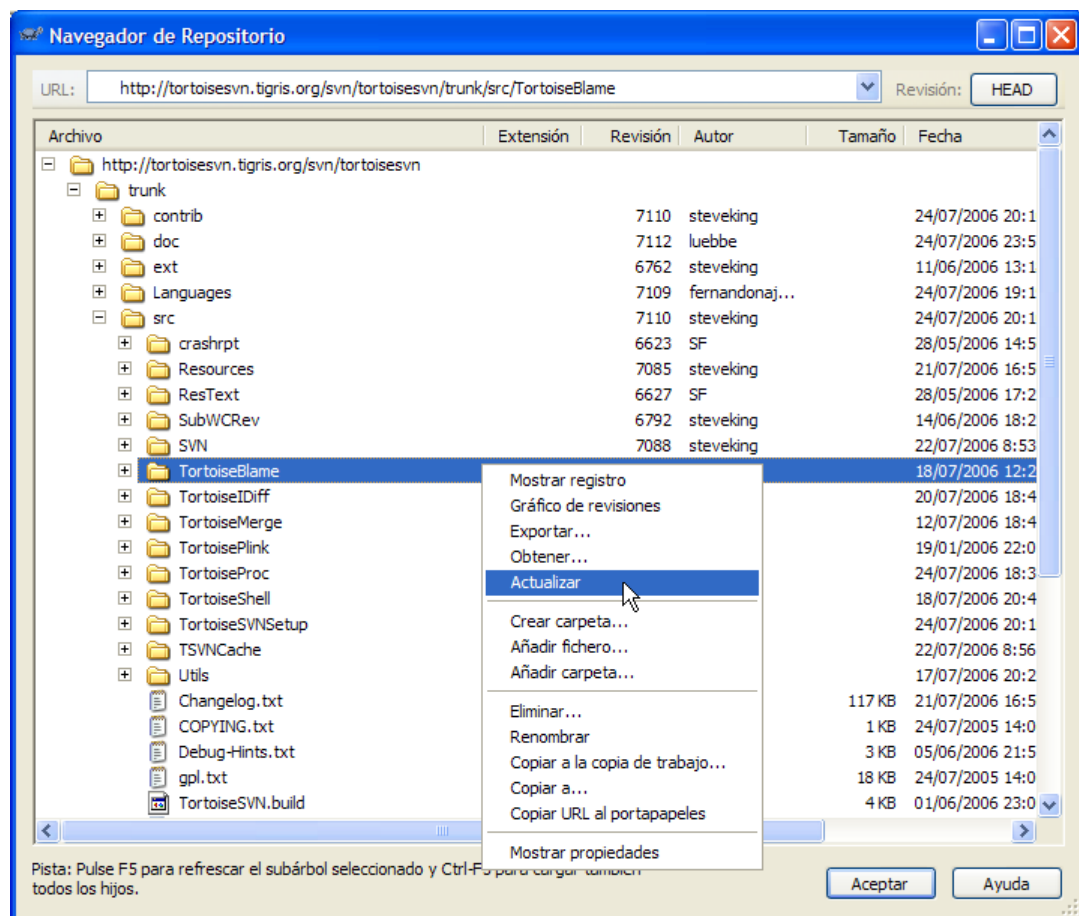 Navegador de Repositorio
URL: http://tortoisesvn.tigris.org/svn/tortoisesvn/trunk/src/TortoiseBlame Revisión: HEAD
Archivo Extensión Revisión Autor Tamaño Fecha
http://tortoisesvn.tigris.org/svn/tortoisesvn
trunk
contrib 7110 steveking 24/07/2006 20:1
doc 7112 luebbe 24/07/2006 23:5
ext 6762 steveking 11/06/2006 13:1
Languages 7109 fernandonaj... 24/07/2006 19:1
src 7110 steveking 24/07/2006 20:1
crashrpt 6623 SF 28/05/2006 14:5
Resources 7085 steveking 21/07/2006 16:5
ResText 6627 SF 28/05/2006 17:2
SubWCRev 6792 steveking 14/06/2006 18:2
SVN 7088 steveking 22/07/2006 8:53
TortoiseBlame 18/07/2006 12:2
TortoiseIDiff 20/07/2006 18:4
TortoiseMerge 12/07/2006 18:4
TortoisePlink 19/01/2006 22:0
TortoiseProc 24/07/2006 18:3
TortoiseShell 18/07/2006 20:4
TortoiseSVNSetup 24/07/2006 20:1
TSVNCache 22/07/2006 8:56
Utils 17/07/2006 20:2
Changelog.txt 117 KB 21/07/2006 16:5
COPYING.txt 1 KB 24/07/2005 14:0
Debug-Hints.txt 3 KB 05/06/2006 21:5
gpl.txt 18 KB 24/07/2005 14:0
TortoiseSVN.build 4 KB 01/06/2006 23:0
Mostrar registro
Gráfico de revisiones
Exportar...
Obtener...
Actualizar
Crear carpeta...
Añadir fichero...
Añadir carpeta...
Eliminar...
Renombrar
Copiar a la copia de trabajo...
Copiar a...
Copiar URL al portapapeles
Mostrar propiedades
Pista: Pulse F5 para refrescar el subárbol seleccionado y Ctrl-F5 para cargar también
todos los hijos.
Aceptar Ayuda